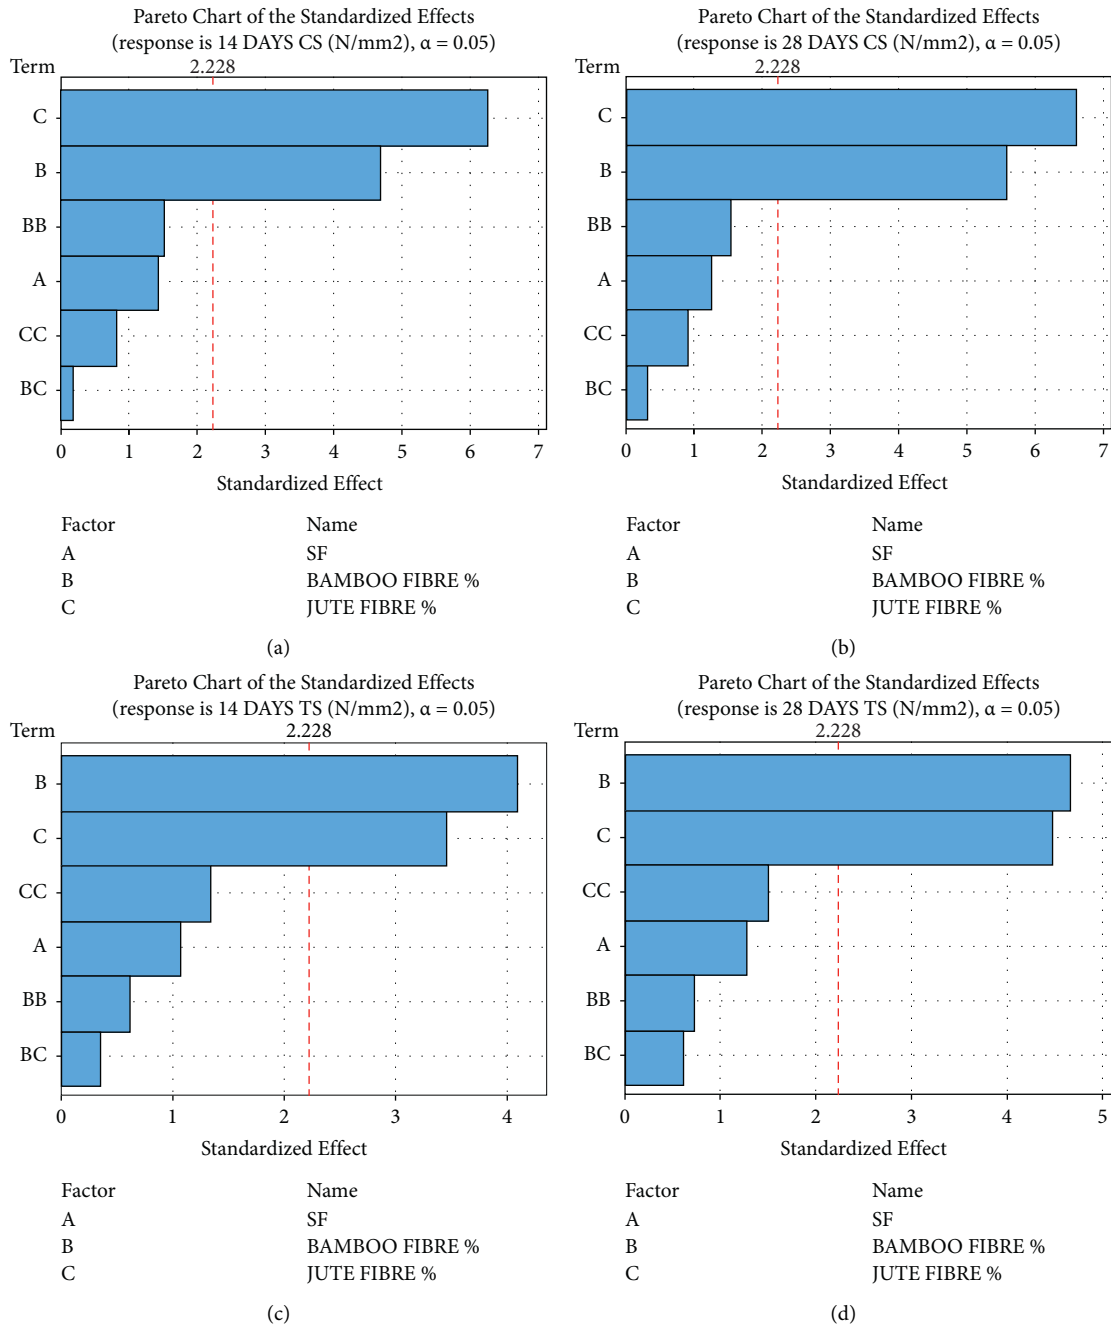 Pareto Chart of the Standardized Effects
(response is 14 DAYS CS (N/mm2), α = 0.05)
Term
2.228
C
B
BB
A
CC
BC
0 1 2 3 4 5 6 7
Standardized Effect
Factor Name
A SF
B BAMBOO FIBRE %
C JUTE FIBRE %
(a)
Pareto Chart of the Standardized Effects
(response is 28 DAYS CS (N/mm2), α = 0.05)
Term
2.228
C
B
BB
A
CC
BC
0 1 2 3 4 5 6 7
Standardized Effect
Factor Name
A SF
B BAMBOO FIBRE %
C JUTE FIBRE %
(b)
Pareto Chart of the Standardized Effects
(response is 14 DAYS TS (N/mm2), α = 0.05)
Term
2.228
B
C
CC
A
BB
BC
0 1 2 3 4
Standardized Effect
Factor Name
A SF
B BAMBOO FIBRE %
C JUTE FIBRE %
(c)
Pareto Chart of the Standardized Effects
(response is 28 DAYS TS (N/mm2), α = 0.05)
Term
2.228
B
C
CC
A
BB
BC
0 1 2 3 4 5
Standardized Effect
Factor Name
A SF
B BAMBOO FIBRE %
C JUTE FIBRE %
(d)